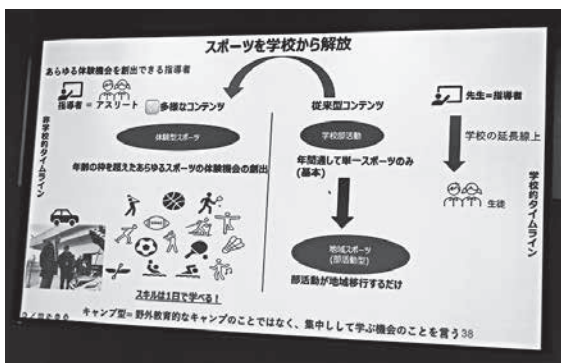 スポーツを学校から解放
あらゆる体験機会を創出できる指導者
指導者 = アスリート
多様なコンテンツ
体験型スポーツ
年齢の枠を超えたあらゆるスポーツの体験機会の創出
スキルは1日で学べる!
非学校的タイムライン
従来型コンテンツ
学校部活動
年間通して単一スポーツのみ
(基本)
地域スポーツ
(部活動型)
部活動が地域移行するだけ
先生=指導者
学校の延長線上
生徒
学校的タイムライン
キャンプ型= 野外教育的なキャンプのことではなく、集中しして学ぶ機会のことを言う 38